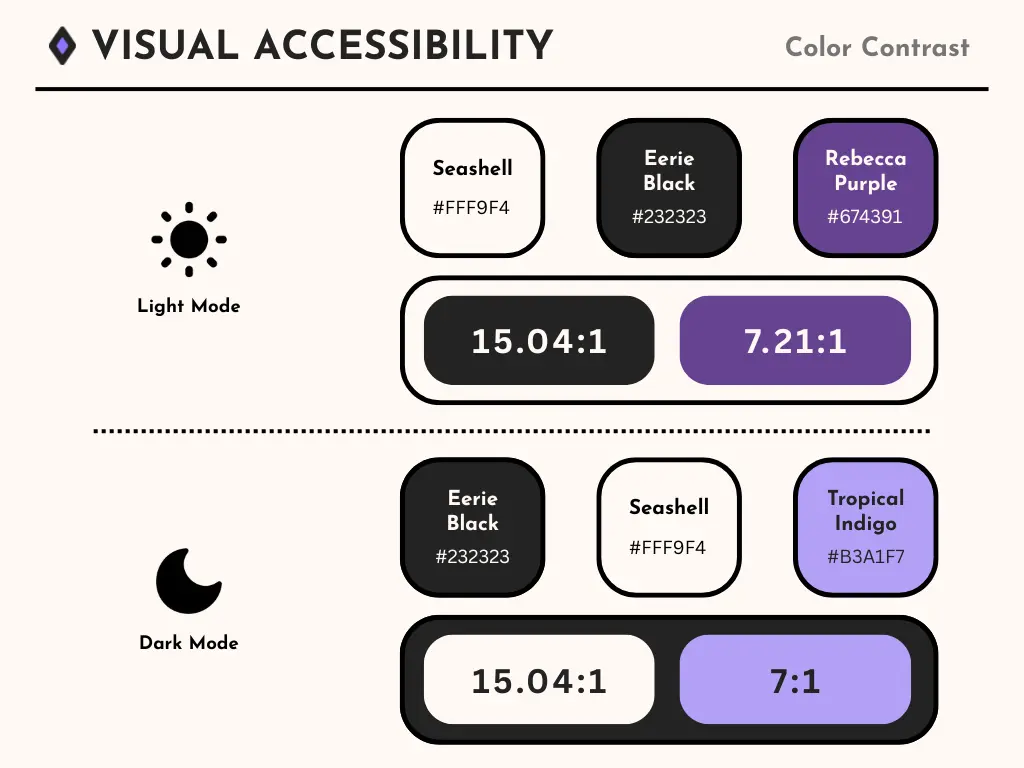 VISUAL ACCESSIBILITY
Color Contrast
Seashell
#FFF9F4
Eerie
Black
#232323
Rebecca
Purple
#674391
Light Mode
15.04:1
7.21:1
Eerie
Black
#232323
Seashell
#FFF9F4
Tropical
Indigo
#B3A1F7
Dark Mode
15.04:1
7:1